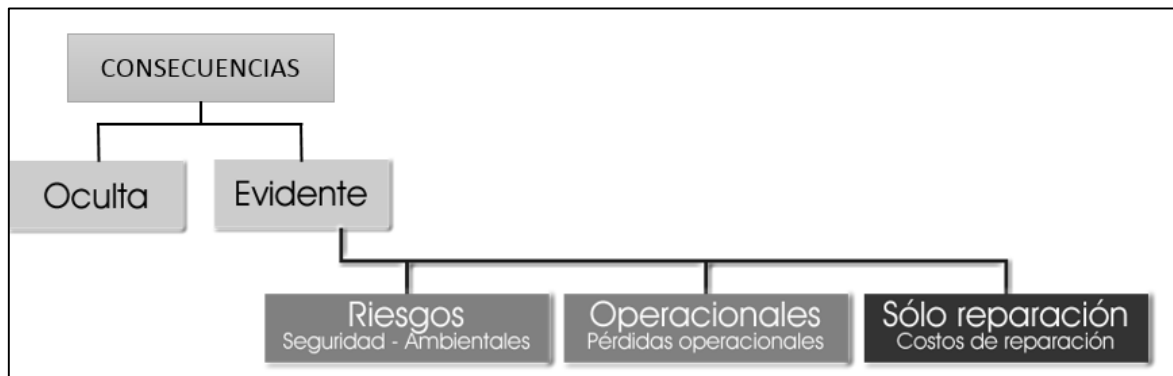 CONSECUENCIAS
Oculta
Evidente
Riesgos
Seguridad - Ambientales
Operacionales
Pérdidas operacionales
Sólo reparación
Costos de reparación